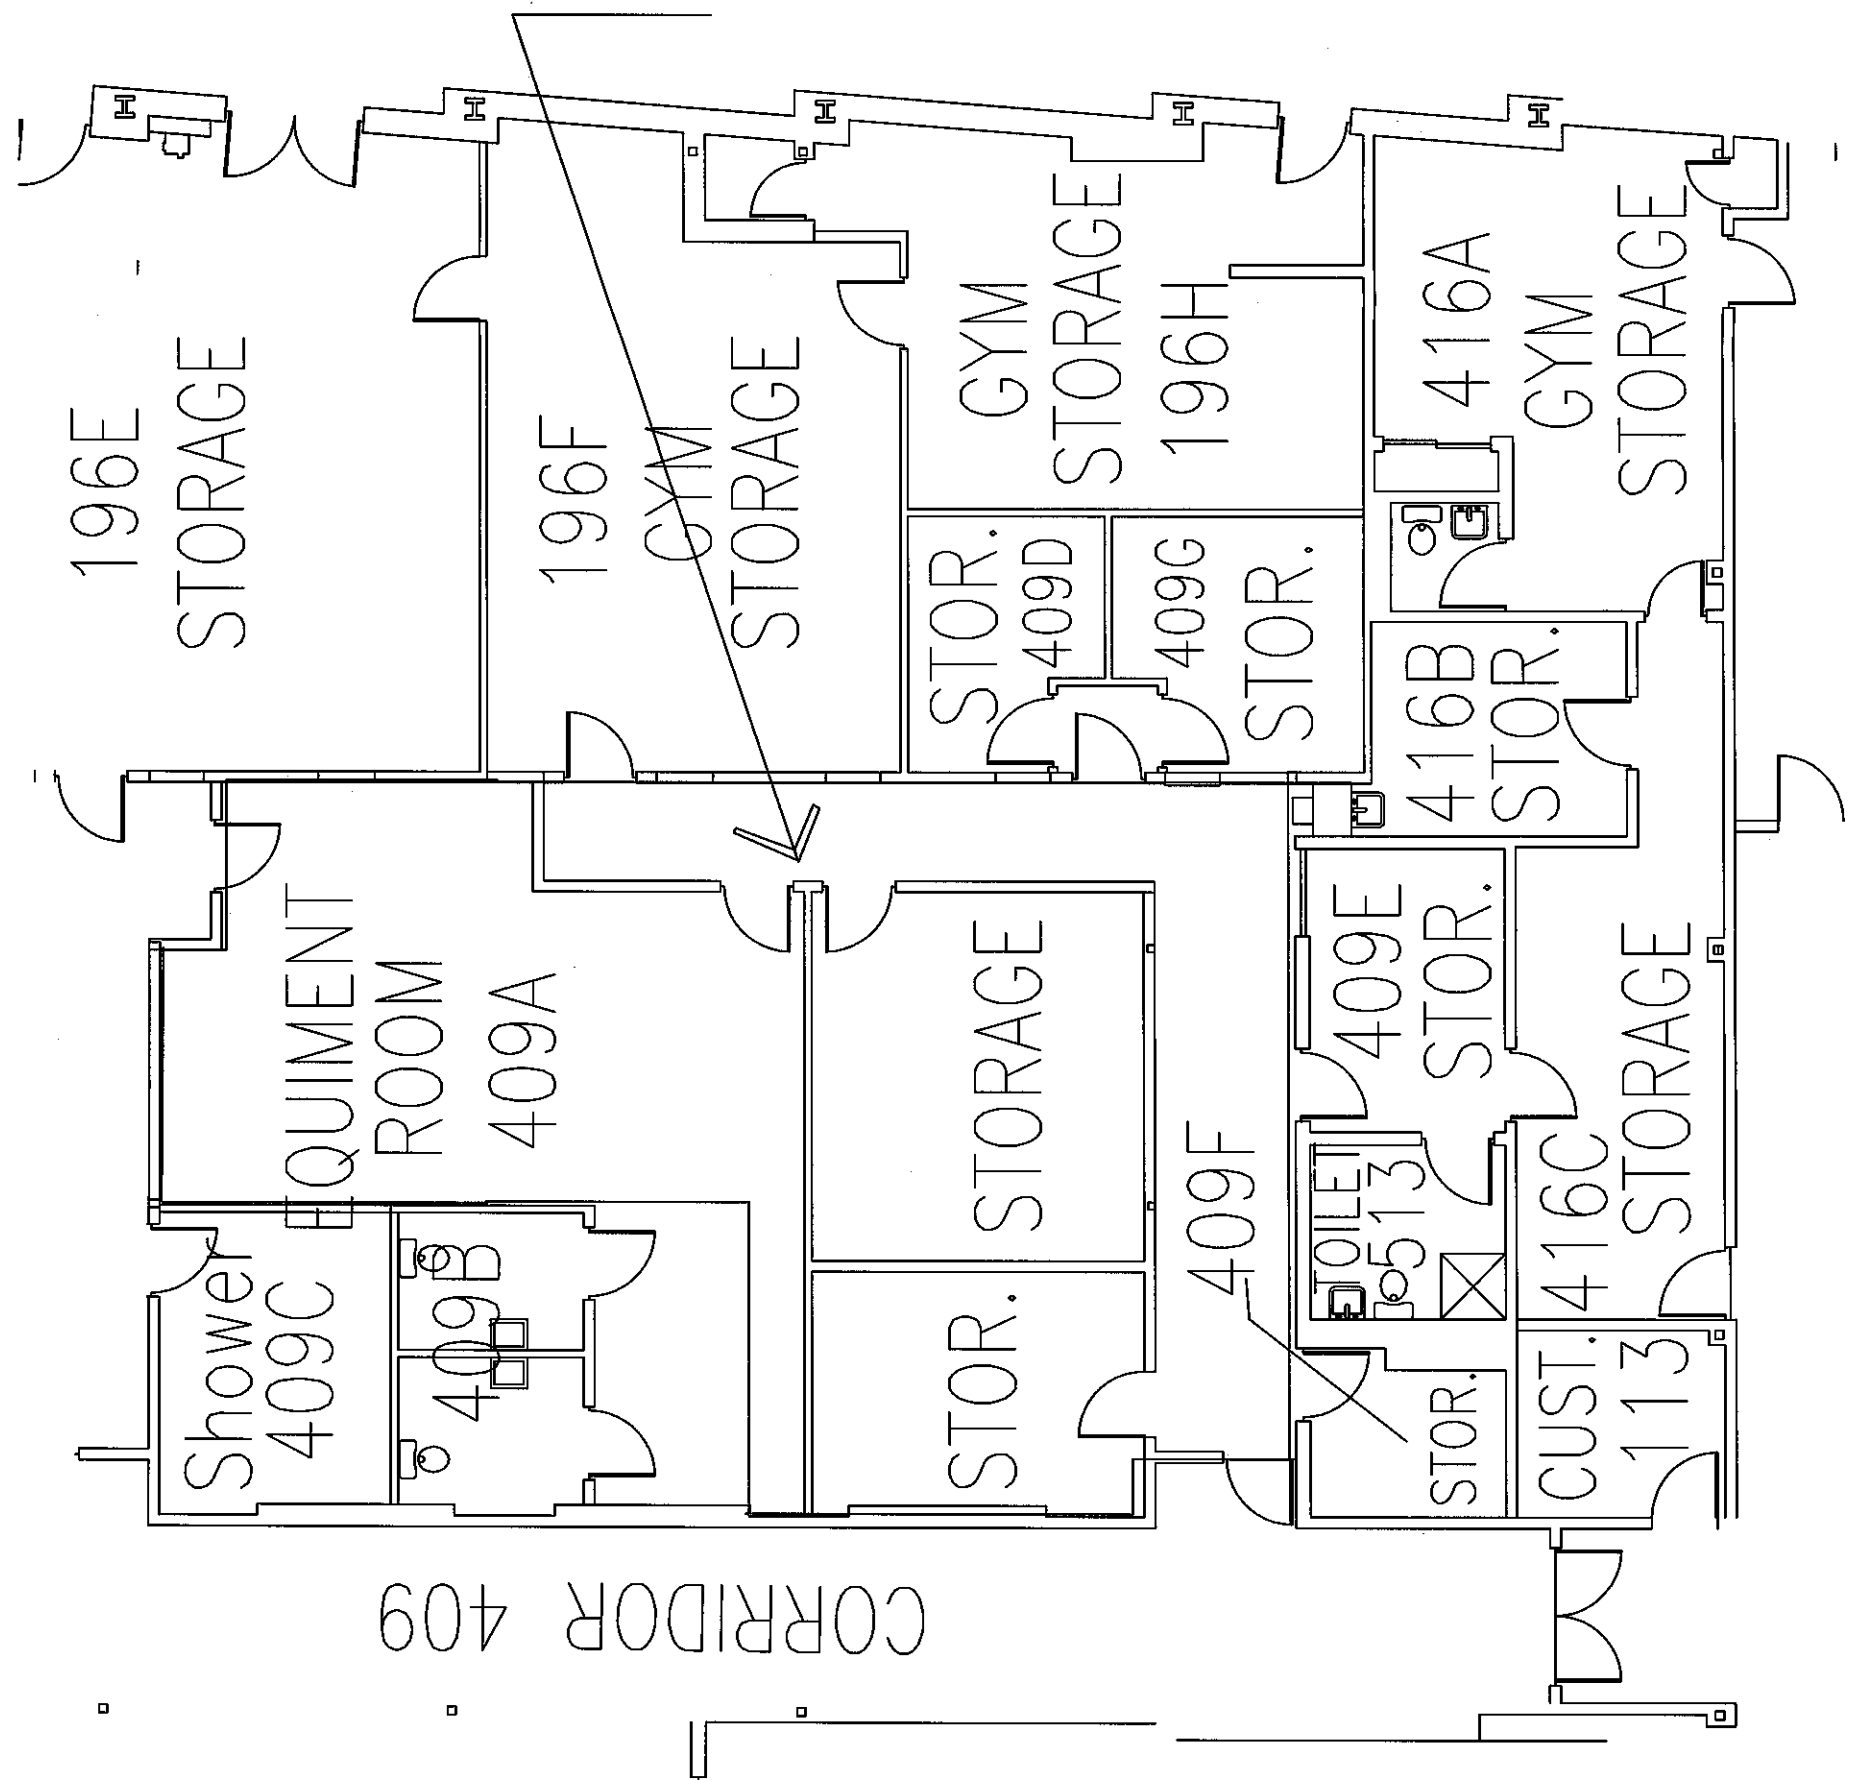 196E
STORAGE
196F
GYM
STORAGE
GYM
STORAGE
196H
416A
GYM
STORAGE
STOR.
409D
409G
STOR.
416B
STOR.
EQUIMENT
ROOM
409A
STORAGE
409E
STOR.
416C
STORAGE
TOILET
513
409F
STOR.
Shower
409C
409B
STOR.
CUST.
113
CORRIDOR 409